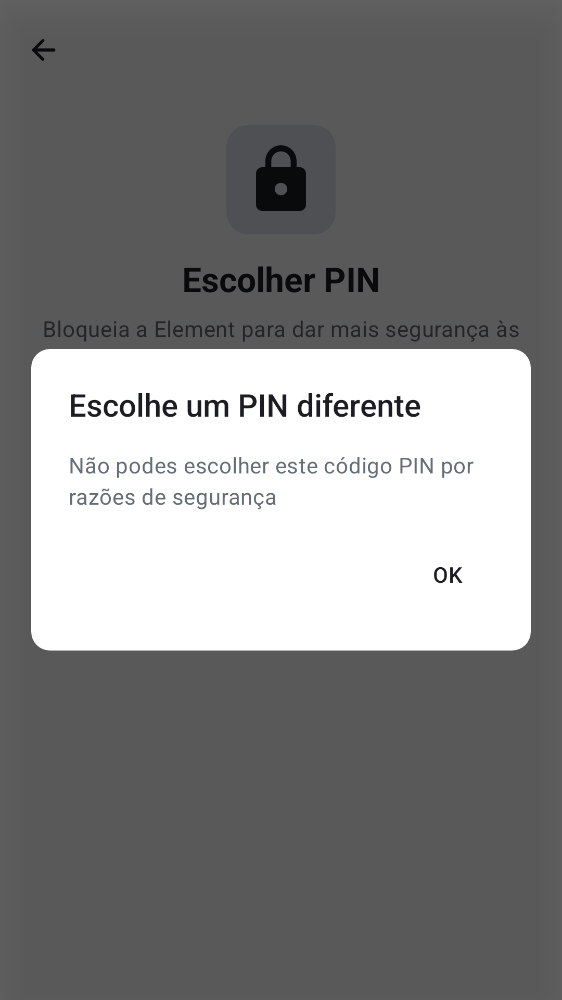 Escolher PIN
Bloqueia a Element para dar mais segurança às
Escolhe um PIN diferente
Não podes escolher este código PIN por
razões de segurança
OK